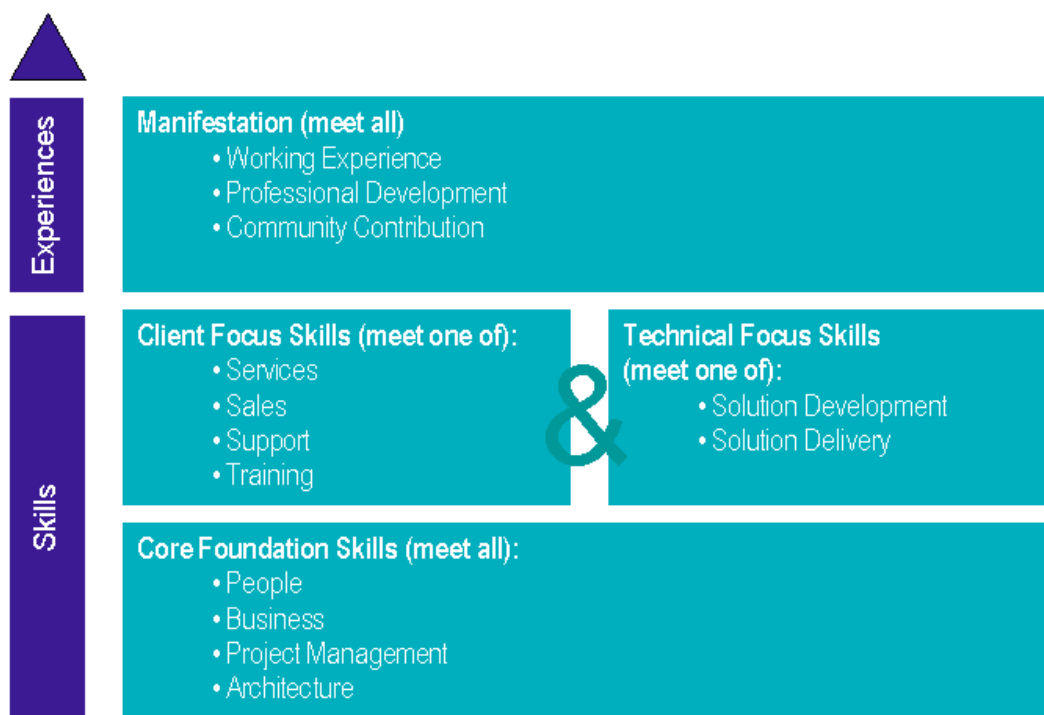 Experiences
Manifestation (meet all)
• Working Experience
• Professional Development
• Community Contribution
Skills
Client Focus Skills (meet one of):
• Services
• Sales
• Support
• Training
&
Technical Focus Skills
(meet one of):
• Solution Development
• Solution Delivery
Core Foundation Skills (meet all):
• People
• Business
• Project Management
• Architecture